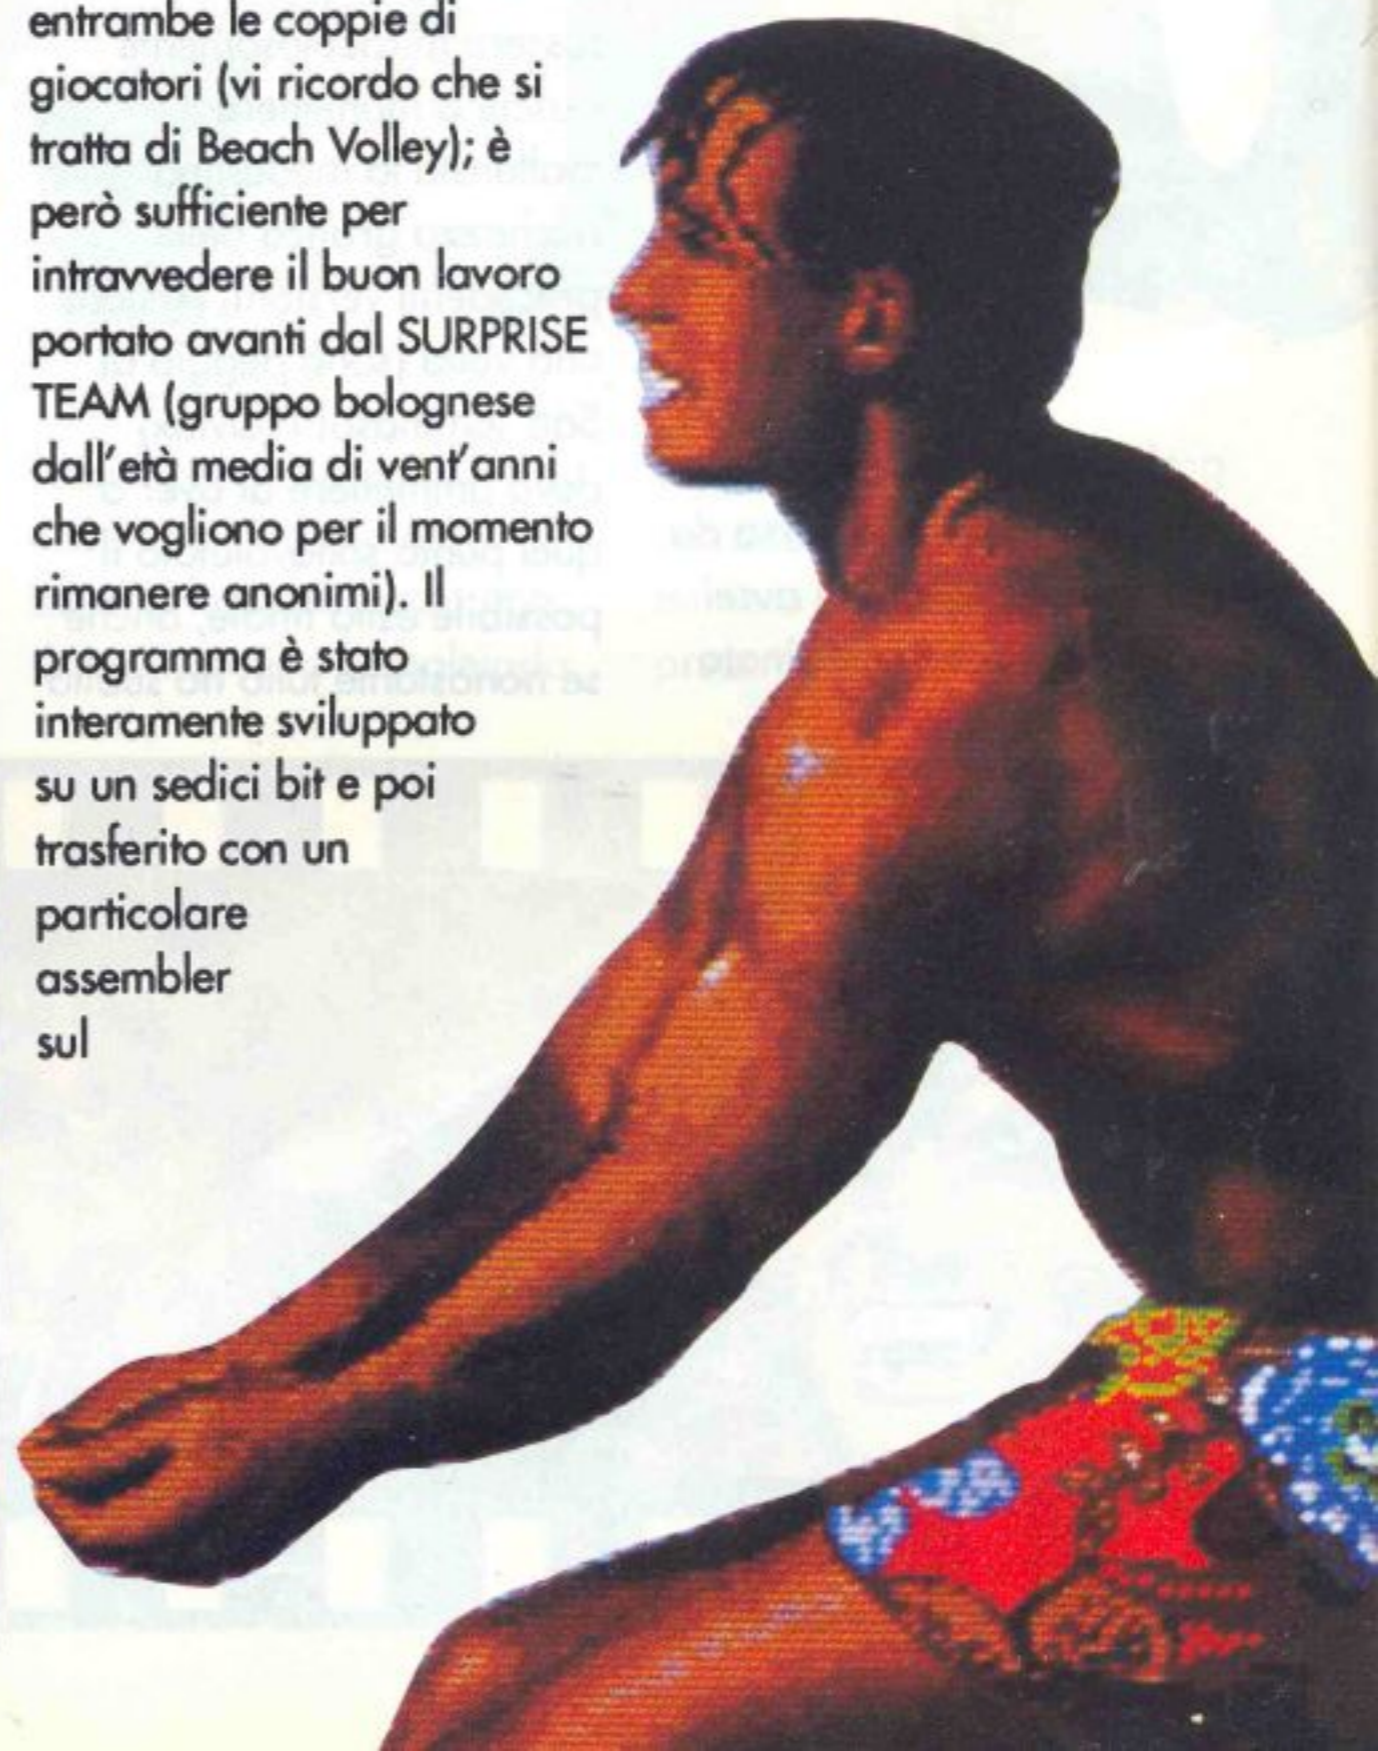 entrambe le coppie di
giocatori (vi ricordo che si
tratta di Beach Volley); è
però sufficiente per
intravvedere il buon lavoro
portato avanti dal SURPRISE
TEAM (gruppo bolognese
dall'età media di vent'anni
che vogliono per il momento
rimanere anonimi). Il
programma è stato
interamente sviluppato
su un sedici bit e poi
trasferito con un
particolare
assembler
sul